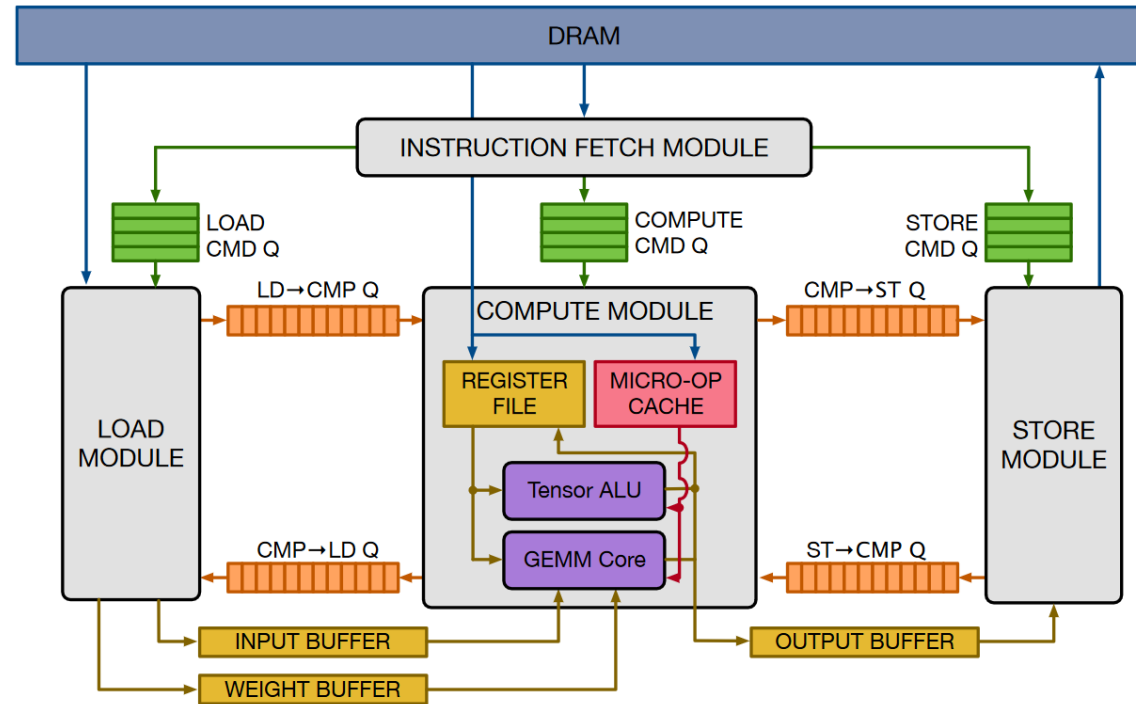 DRAM
INSTRUCTION FETCH MODULE
LOAD
CMD Q
COMPUTE
CMD Q
STORE
CMD Q
LD→CMP Q
COMPUTE MODULE
CMP→ST Q
REGISTER
FILE
MICRO-OP
CACHE
LOAD
MODULE
STORE
MODULE
Tensor ALU
GEMM Core
CMP→LD Q
ST→CMP Q
INPUT BUFFER
OUTPUT BUFFER
WEIGHT BUFFER